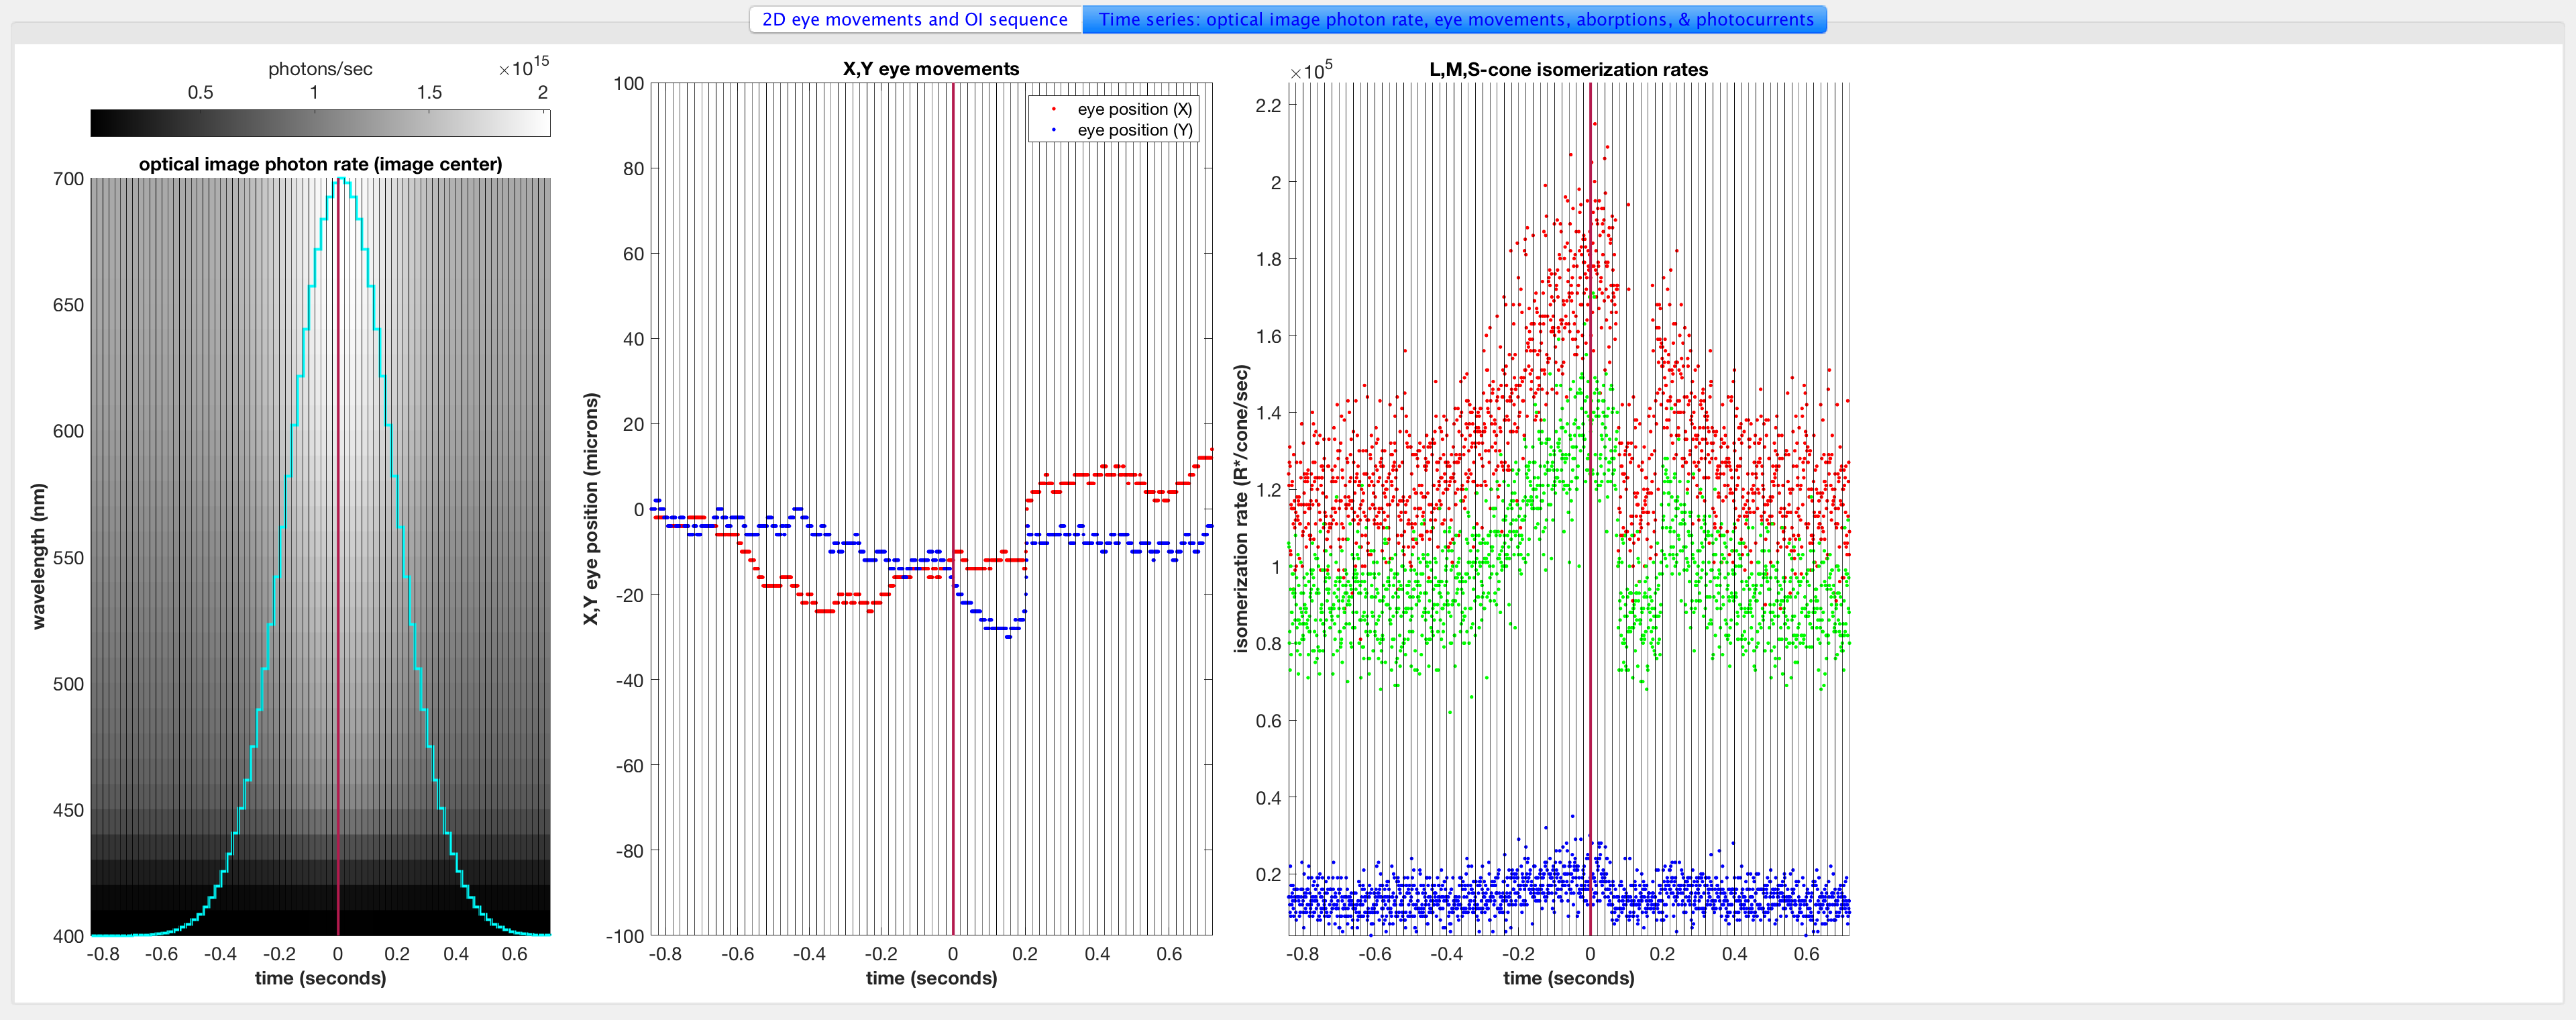 2D eye movements and OI sequence
Time series: optical image photon rate, eye movements, aborptions, & photocurrents
photons/sec
×10^15
0.5 1 1.5 2
optical image photon rate (image center)
700
650
600
550
500
450
400
wavelength (nm)
-0.8 -0.6 -0.4 -0.2 0 0.2 0.4 0.6
time (seconds)
X,Y eye movements
eye position (X)
eye position (Y)
100
80
60
40
20
0
-20
-40
-60
-80
-100
X,Y eye position (microns)
-0.8 -0.6 -0.4 -0.2 0 0.2 0.4 0.6
time (seconds)
L,M,S-cone isomerization rates
×10^5
2.2
2
1.8
1.6
1.4
1.2
1
0.8
0.6
0.4
0.2
isomerization rate (R*/cone/sec)
-0.8 -0.6 -0.4 -0.2 0 0.2 0.4 0.6
time (seconds)